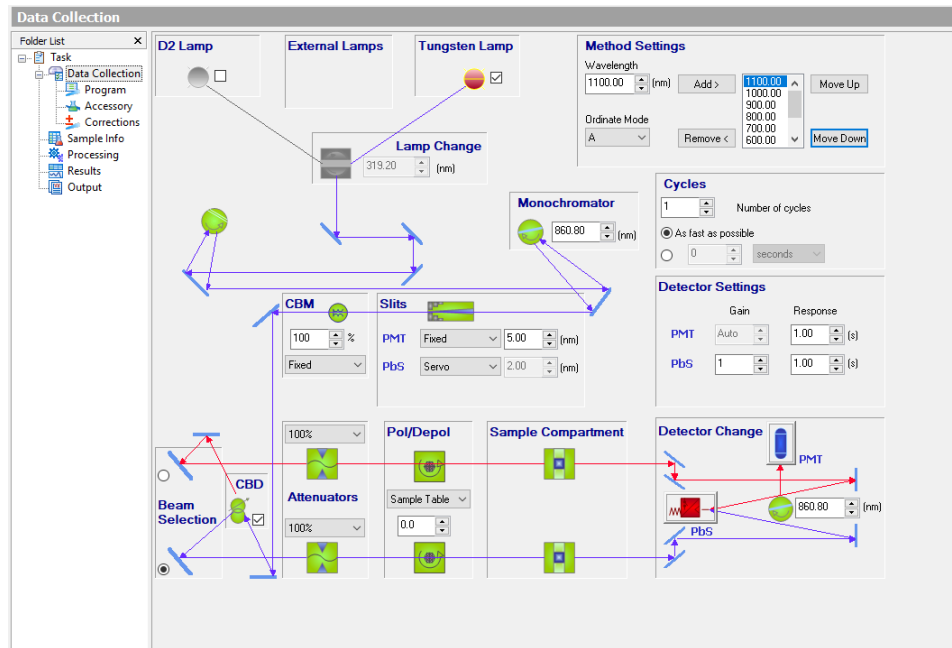 Data Collection
Folder List
Task
Data Collection
Program
Accessory
Corrections
Sample Info
Processing
Results
Output
D2 Lamp
External Lamps
Tungsten Lamp
Lamp Change
319.20 (nm)
Method Settings
Wavelength
1100.00 (nm)
Add >
1100.00
1000.00
900.00
800.00
700.00
600.00
Move Up
Ordinate Mode
A
Remove <
Move Down
Monochromator
860.80 (nm)
Cycles
1 Number of cycles
As fast as possible
0 seconds
CBM
100 %
Fixed
Slits
PMT Fixed 5.00 (nm)
PbS Servo 2.00 (nm)
Detector Settings
Gain Response
PMT Auto 1.00 (s)
PbS 1 1.00 (s)
Beam
Selection
CBD
100%
Attenuators
100%
Pol/Depol
Sample Table
0.0
Sample Compartment
Detector Change
PMT
860.80 (nm)
PbS